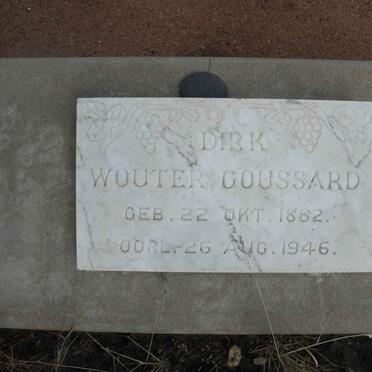 DIRK
WOUTER GOUSSARD
GEB. 22 OKT. 1882.
OORL. 26 AUG. 1946.